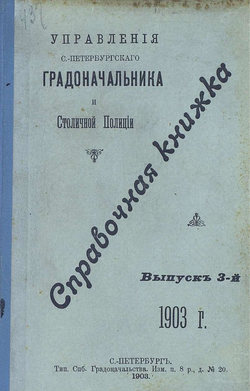 УПРАВЛЕНІЯ
С.-ПЕТЕРБУРГСКАГО
ГРАДОНАЧАЛЬНИКА
И
Столичной Полиціи
Справочная книжка
Выпускъ 3-й
1903 г.
С.-ПЕТЕРБУРГЪ.
Тип. Спб. Градоначальства. Изм. п. 8 р., д. № 20.
1903.